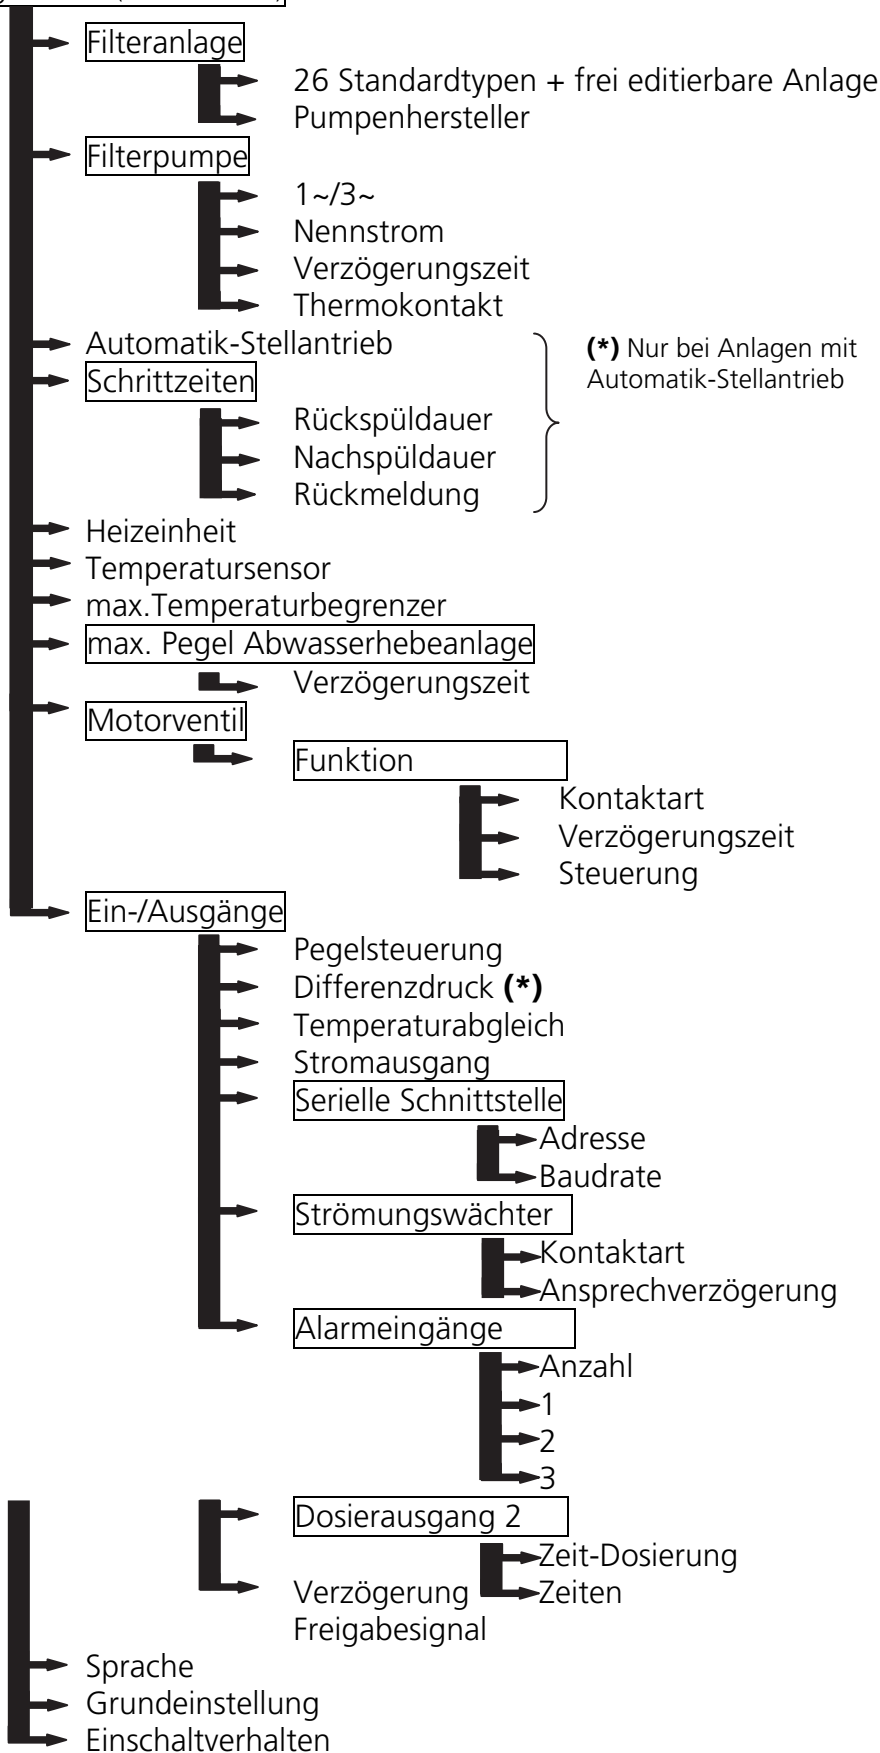 Filteranlage
26 Standardtypen + frei editierbare Anlage
Pumpenhersteller
Filterpumpe
1~/3~
Nennstrom
Verzögerungszeit
Thermokontakt
Automatik-Stellantrieb
(*) Nur bei Anlagen mit
Automatik-Stellantrieb
Schrittzeiten
Rückspüldauer
Nachspüldauer
Rückmeldung
Heizeinheit
Temperatursensor
max.Temperaturbegrenzer
max. Pegel Abwasserhebeanlage
Verzögerungszeit
Motorventil
Funktion
Kontaktart
Verzögerungszeit
Steuerung
Ein-/Ausgänge
Pegelsteuerung
Differenzdruck (*)
Temperaturabgleich
Stromausgang
Serielle Schnittstelle
Adresse
Baudrate
Strömungswächter
Kontaktart
Ansprechverzögerung
Alarmeingänge
Anzahl
1
2
3
Dosierausgang 2
Zeit-Dosierung
Zeiten
Verzögerung
Freigabesignal
Sprache
Grundeinstellung
Einschaltverhalten